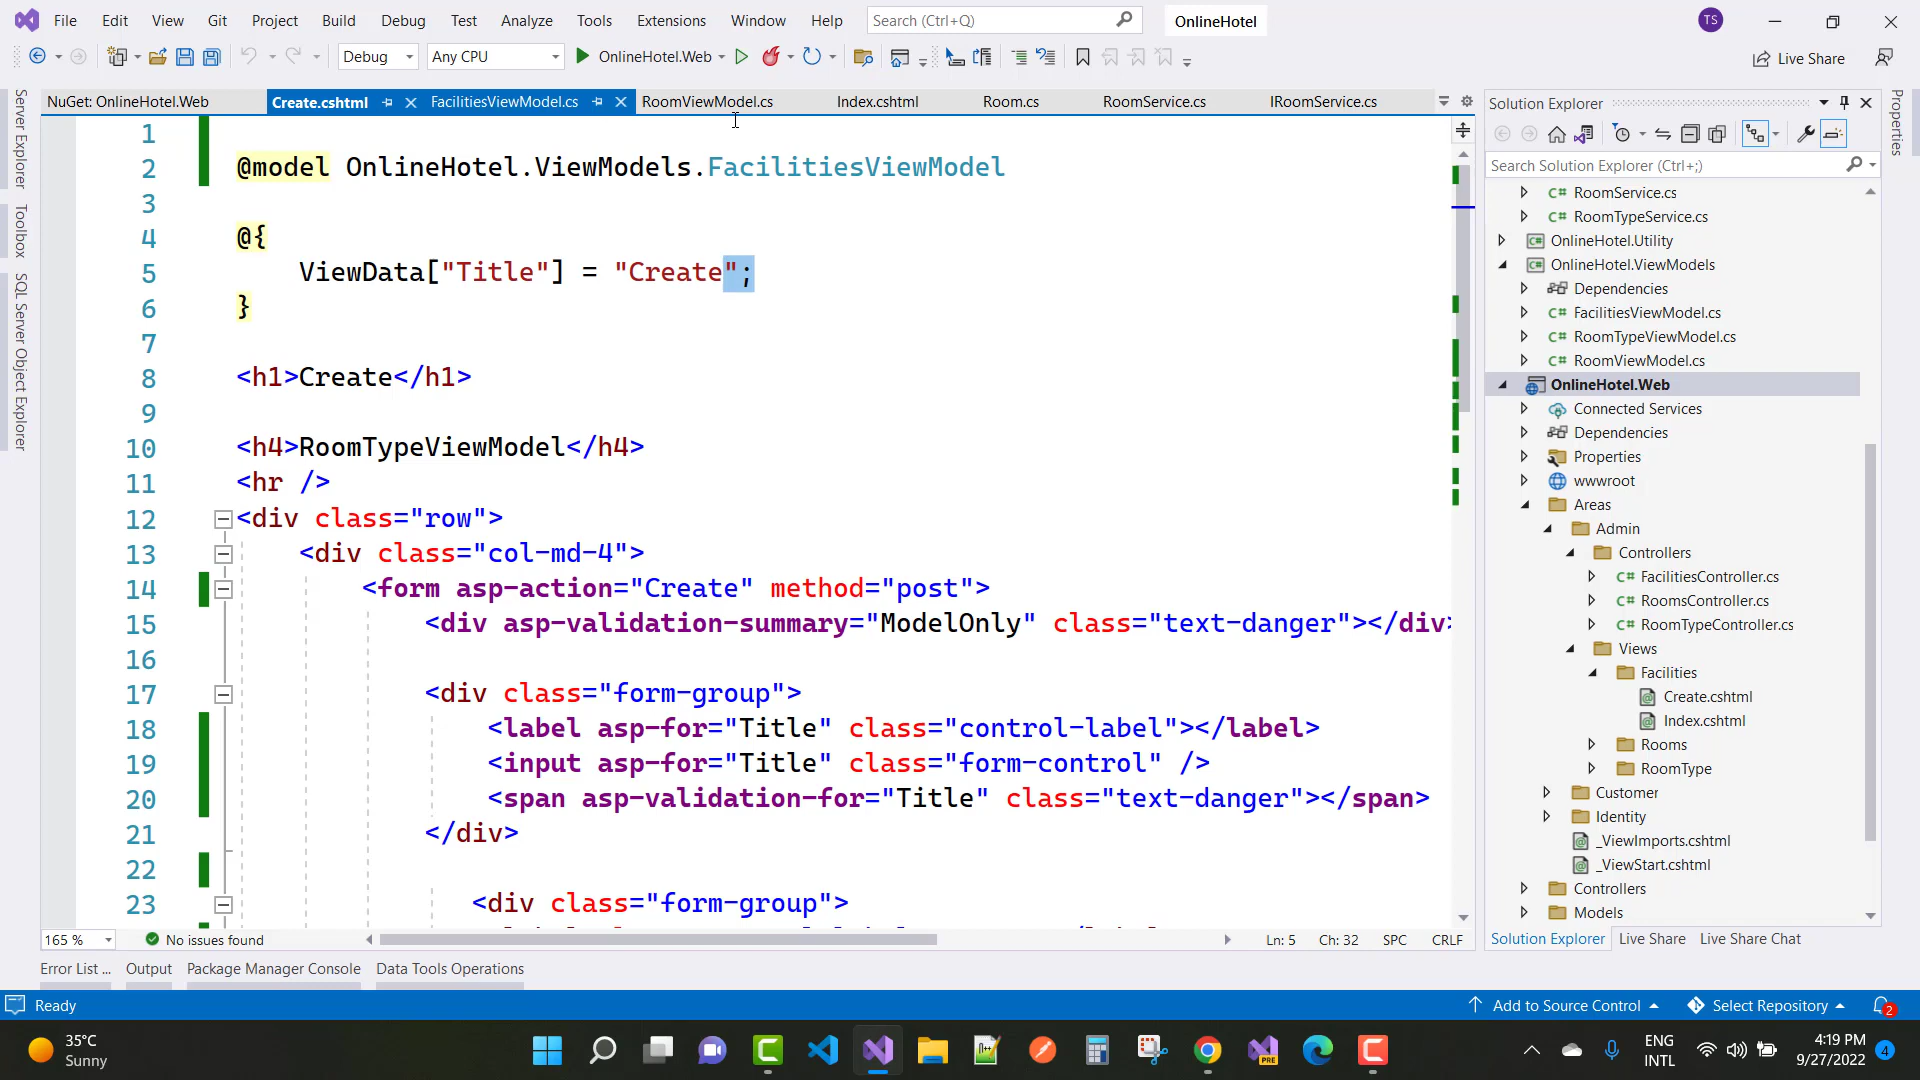 File Edit View Git Project Build Debug Test Analyze Tools Extensions Window Help Search (Ctrl+Q) OnlineHotel TS
Debug Any CPU OnlineHotel.Web Live Share
NuGet: OnlineHotel.Web Create.cshtml FacilitiesViewModel.cs RoomViewModel.cs Index.cshtml Room.cs RoomService.cs IRoomService.cs
Server Explorer
Toolbox
SQL Server Object Explorer
1
2 @model OnlineHotel.ViewModels.FacilitiesViewModel
3
4 @{
5 ViewData["Title"] = "Create";
6 }
7
8 <h1>Create</h1>
9
10 <h4>RoomTypeViewModel</h4>
11 <hr />
12 <div class="row">
13 <div class="col-md-4">
14 <form asp-action="Create" method="post">
15 <div asp-validation-summary="ModelOnly" class="text-danger"></div>
16
17 <div class="form-group">
18 <label asp-for="Title" class="control-label"></label>
19 <input asp-for="Title" class="form-control" />
20 <span asp-validation-for="Title" class="text-danger"></span>
21 </div>
22
23 <div class="form-group">
165 % No issues found Ln: 5 Ch: 32 SPC CRLF
Solution Explorer
Search Solution Explorer (Ctrl+;)
C# RoomService.cs
C# RoomTypeService.cs
C# OnlineHotel.Utility
C# OnlineHotel.ViewModels
Dependencies
C# FacilitiesViewModel.cs
C# RoomTypeViewModel.cs
C# RoomViewModel.cs
OnlineHotel.Web
Connected Services
Dependencies
Properties
wwwroot
Areas
Admin
Controllers
C# FacilitiesController.cs
C# RoomsController.cs
C# RoomTypeController.cs
Views
Facilities
Create.cshtml
Index.cshtml
Rooms
RoomType
Customer
Identity
_ViewImports.cshtml
_ViewStart.cshtml
Controllers
Models
Solution Explorer Live Share Live Share Chat
Properties
Error List ... Output Package Manager Console Data Tools Operations
Ready Add to Source Control Select Repository 2
35°C
Sunny
PRE
ENG
INTL
4:19 PM
9/27/2022
4